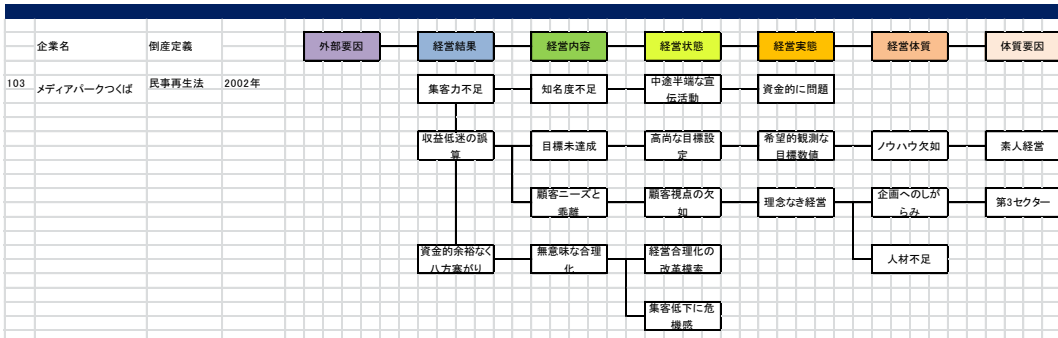 企業名 倒産定義 外部要因 経営結果 経営内容 経営状態 経営実態 経営体質 体質要因
103 メディアパークつくば 民事再生法 2002年 集客力不足 知名度不足 中途半端な宣 資金的に問題
伝活動
収益低迷の誤 目標未達成 高尚な目標設 希望的観測な ノウハウ欠如 素人経営
算 定 目標数値
顧客ニーズと 顧客視点の欠 理念なき経営 企画へのしが 第3セクター
乖離 如 らみ
資金的余裕なく 無意味な合理 経営合理化の 人材不足
八方塞がり 化 改革模索
集客低下に危
機感